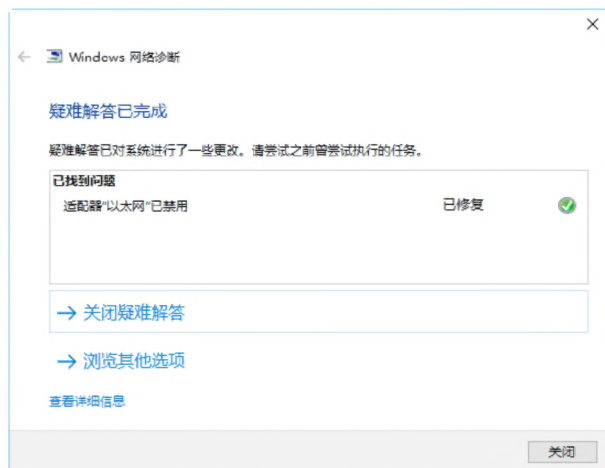 Windows 网络诊断
疑难解答已完成
疑难解答已对系统进行了一些更改。请尝试之前曾尝试执行的任务。
已找到问题
适配器“以太网”已禁用 已修复
→ 关闭疑难解答
→ 浏览其他选项
查看详细信息
关闭